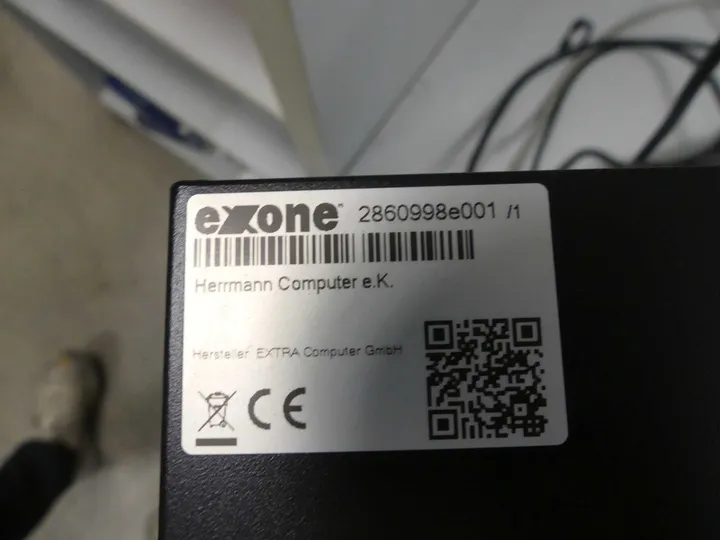 exone 2860998e001 /1
Herrmann Computer e.K.
Hersteller: EXTRA Computer GmbH
CE